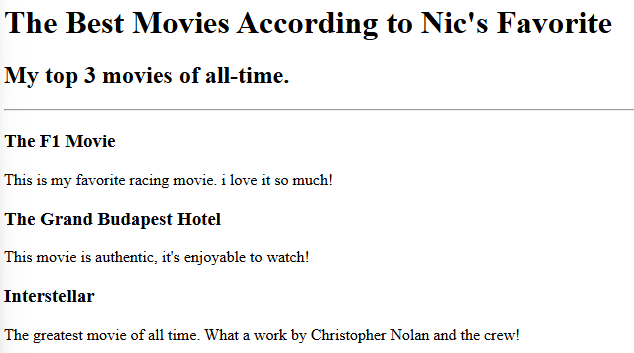 The Best Movies According to Nic's Favorite
My top 3 movies of all-time.
The F1 Movie
This is my favorite racing movie. i love it so much!
The Grand Budapest Hotel
This movie is authentic, it's enjoyable to watch!
Interstellar
The greatest movie of all time. What a work by Christopher Nolan and the crew!